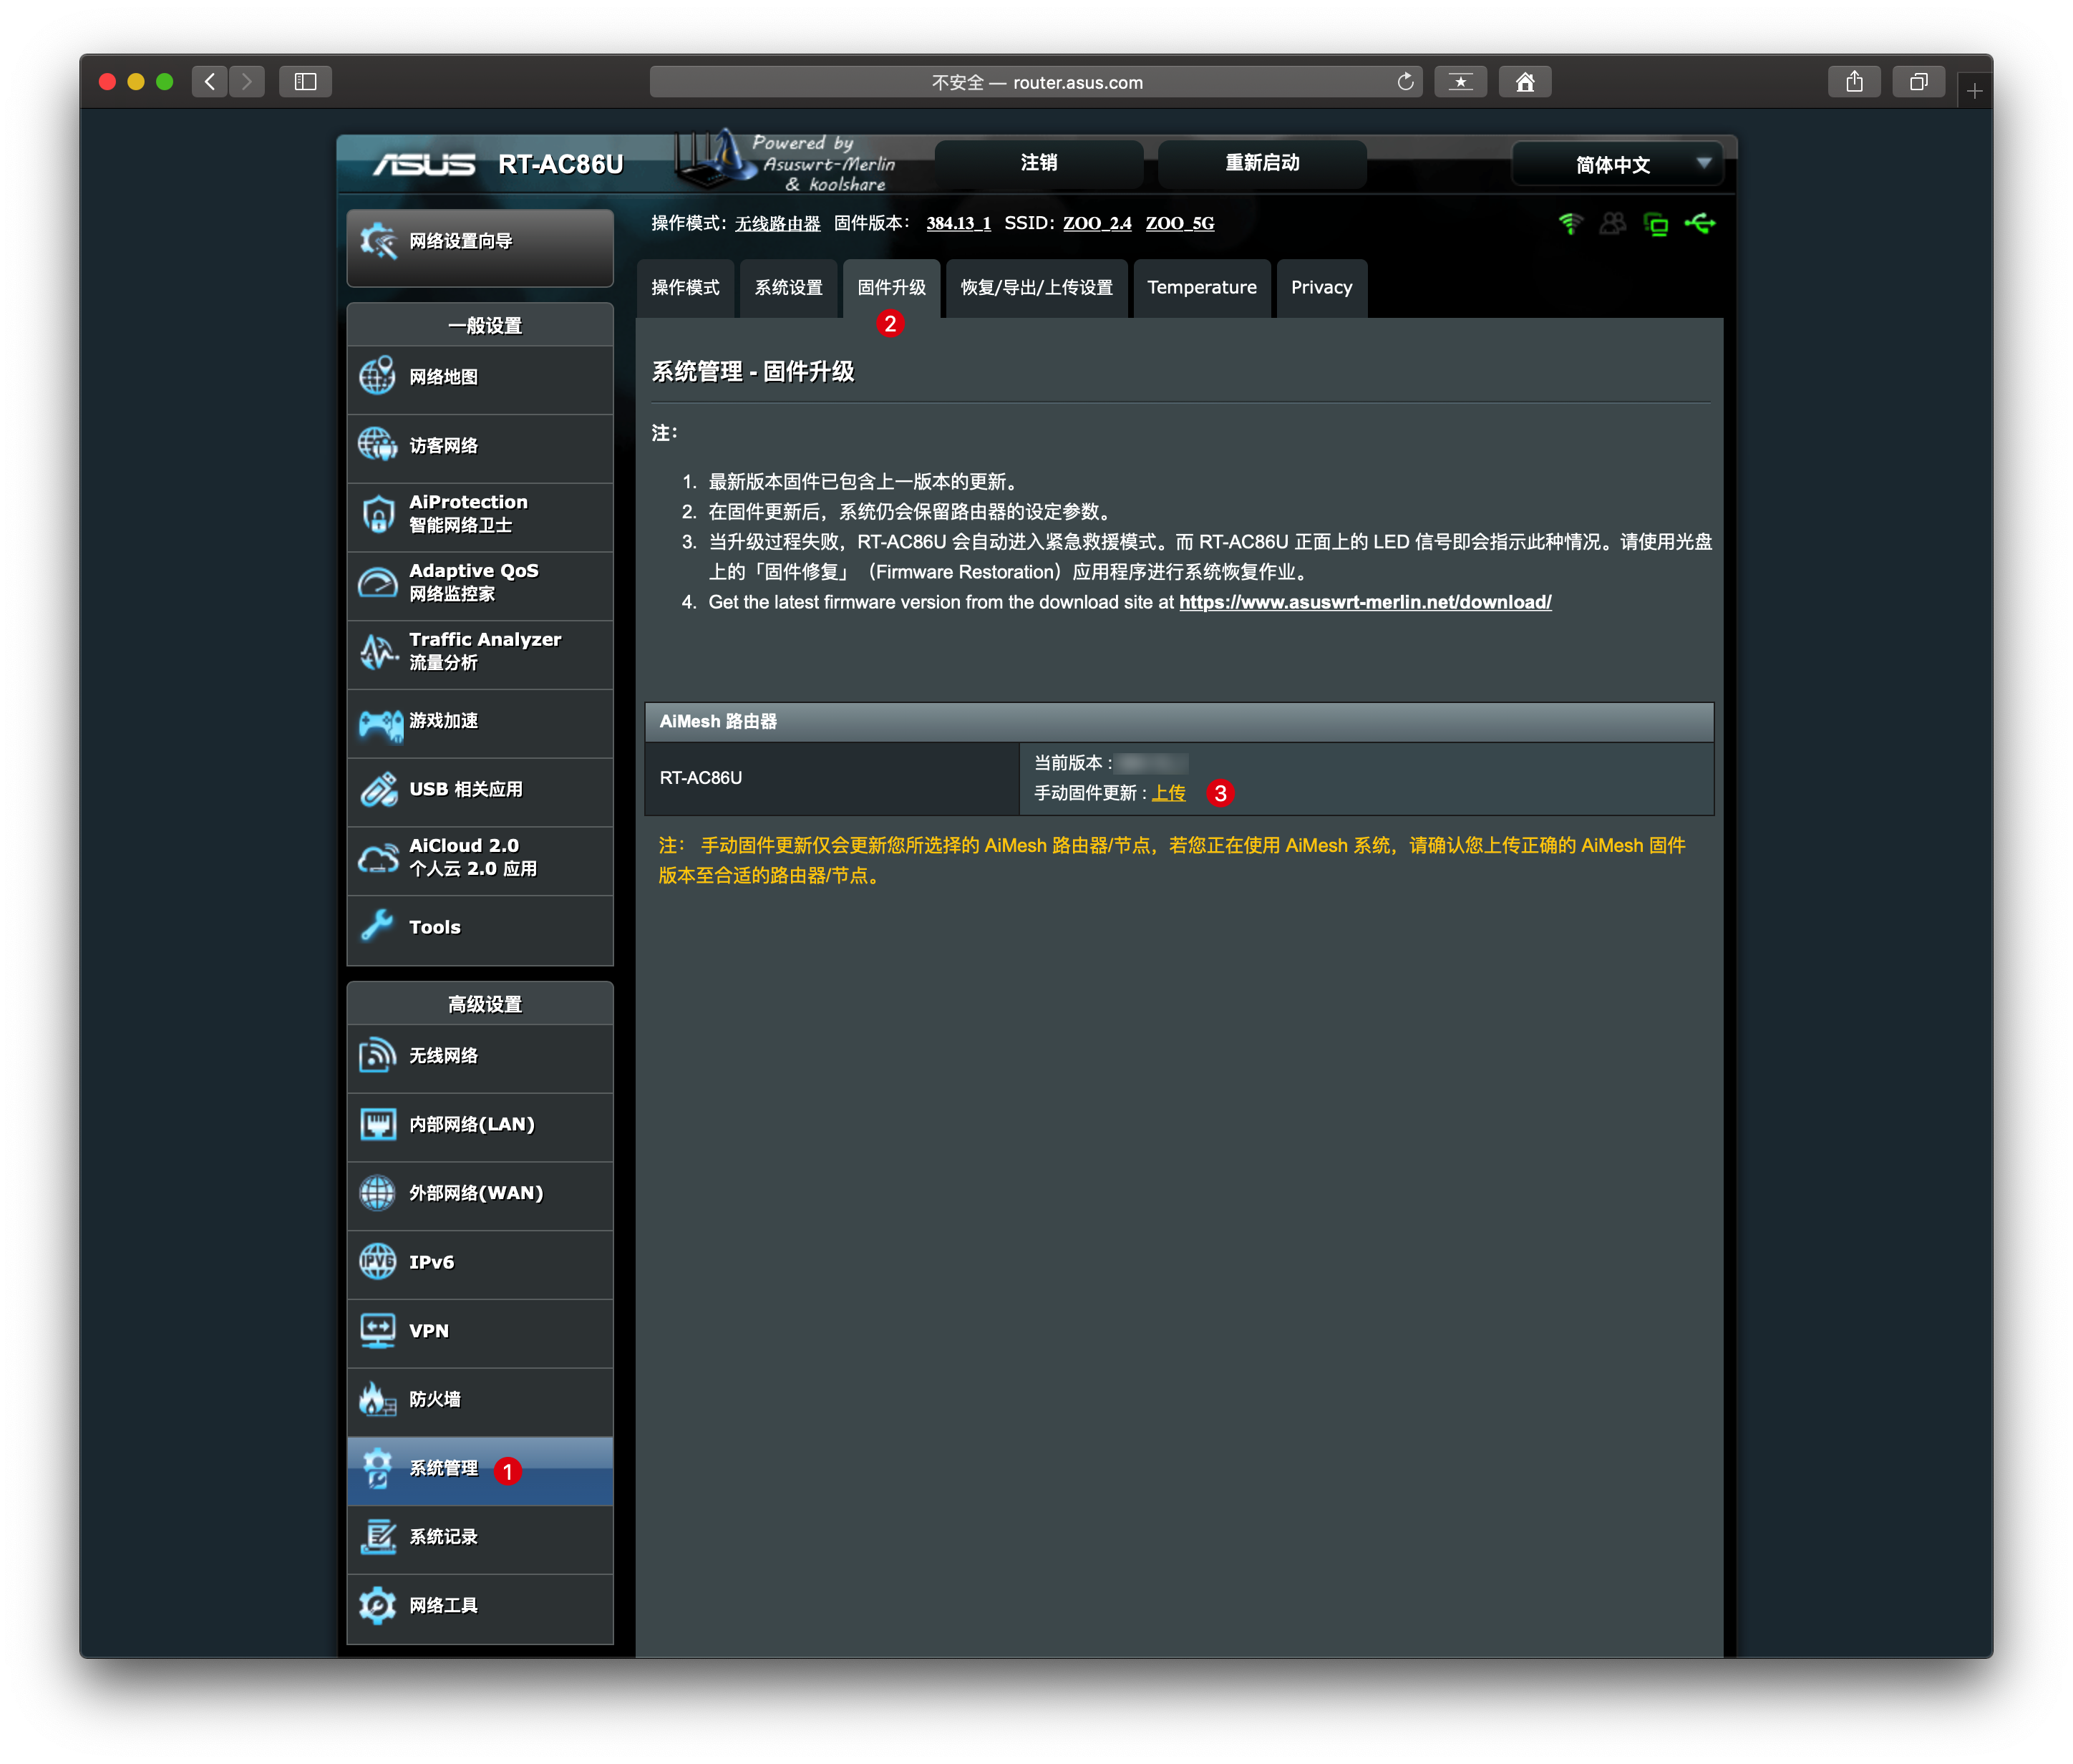 不安全 — router.asus.com
ASUS RT-AC86U
Powered by
Asuswrt-Merlin
& koolshare
注销
重新启动
简体中文
操作模式: 无线路由器 固件版本: 384.13_1 SSID: ZOO_2.4 ZOO_5G
网络设置向导
一般设置
网络地图
访客网络
AiProtection
智能网络卫士
Adaptive QoS
网络监控家
Traffic Analyzer
流量分析
游戏加速
USB 相关应用
AiCloud 2.0
个人云 2.0 应用
Tools
高级设置
无线网络
内部网络(LAN)
外部网络(WAN)
IPv6
VPN
防火墙
系统管理 1
系统记录
网络工具
操作模式
系统设置
固件升级
恢复/导出/上传设置
Temperature
Privacy
2
系统管理 - 固件升级
注:
1. 最新版本固件已包含上一版本的更新。
2. 在固件更新后，系统仍会保留路由器的设定参数。
3. 当升级过程失败，RT-AC86U 会自动进入紧急救援模式。而 RT-AC86U 正面上的 LED 信号即会指示此种情况。请使用光盘
上的「固件修复」（Firmware Restoration）应用程序进行系统恢复作业。
4. Get the latest firmware version from the download site at https://www.asuswrt-merlin.net/download/
AiMesh 路由器
RT-AC86U
当前版本 :
手动固件更新 : 上传 3
注： 手动固件更新仅会更新您所选择的 AiMesh 路由器/节点，若您正在使用 AiMesh 系统，请确认您上传正确的 AiMesh 固件
版本至合适的路由器/节点。